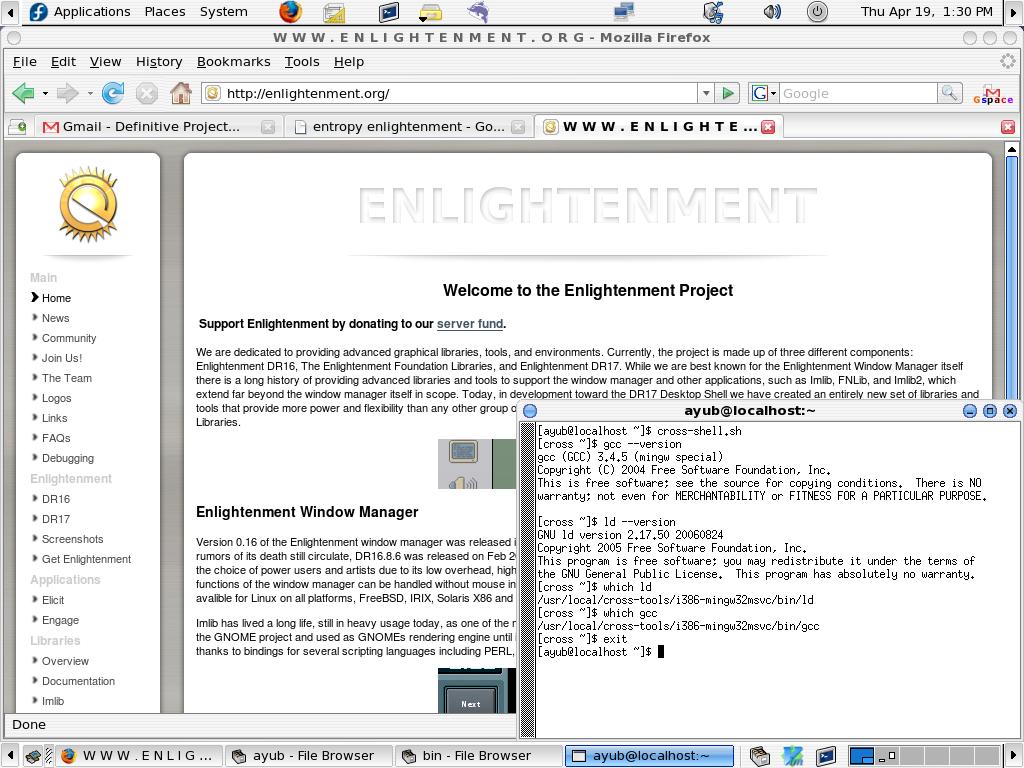 Applications Places System Thu Apr 19, 1:30 PM
W W W . E N L I G H T E N M E N T . O R G - Mozilla Firefox
File Edit View History Bookmarks Tools Help
http://enlightenment.org/ G Google Gspace
Gmail - Definitive Project... entropy enlightenment - Go... W W W . E N L I G H T E ...
ENLIGHTENMENT
Main
Home
News
Community
Join Us!
The Team
Logos
Links
FAQs
Debugging
Enlightenment
DR16
DR17
Screenshots
Get Enlightenment
Applications
Elicit
Engage
Libraries
Overview
Documentation
Imlib
Welcome to the Enlightenment Project
Support Enlightenment by donating to our server fund.
We are dedicated to providing advanced graphical libraries, tools, and environments. Currently, the project is made up of three different components:
Enlightenment DR16, The Enlightenment Foundation Libraries, and Enlightenment DR17. While we are best known for the Enlightenment Window Manager itself
there is a long history of providing advanced libraries and tools to support the window manager and other applications, such as Imlib, FNLib, and Imlib2, which
extend far beyond the window manager itself in scope. Today, in development toward the DR17 Desktop Shell we have created an entirely new set of libraries and
tools that provide more power and flexibility than any other group o
Libraries.
Enlightenment Window Manager
Version 0.16 of the Enlightenment window manager was released i
rumors of its death still circulate, DR16.8.6 was released on Feb 2
the choice of power users and artists due to its low overhead, high
functions of the window manager can be handled without mouse in
avalible for Linux on all platforms, FreeBSD, IRIX, Solaris X86 and
Imlib has lived a long life, still in heavy usage today, as one of the
the GNOME project and used as GNOMEs rendering engine until
thanks to bindings for several scripting languages including PERL,
Next
ayub@localhost:~
[ayub@localhost ~]$ cross-shell.sh
[cross ~]$ gcc --version
gcc (GCC) 3.4.5 (mingw special)
Copyright (C) 2004 Free Software Foundation, Inc.
This is free software; see the source for copying conditions. There is NO
warranty; not even for MERCHANTABILITY or FITNESS FOR A PARTICULAR PURPOSE.
[cross ~]$ ld --version
GNU ld version 2.17.50 20060824
Copyright 2005 Free Software Foundation, Inc.
This program is free software; you may redistribute it under the terms of
the GNU General Public License. This program has absolutely no warranty.
[cross ~]$ which ld
/usr/local/cross-tools/i386-mingw32msvc/bin/ld
[cross ~]$ which gcc
/usr/local/cross-tools/i386-mingw32msvc/bin/gcc
[cross ~]$ exit
[ayub@localhost ~]$
Done
W W W . E N L I G ... ayub - File Browser bin - File Browser ayub@localhost:~